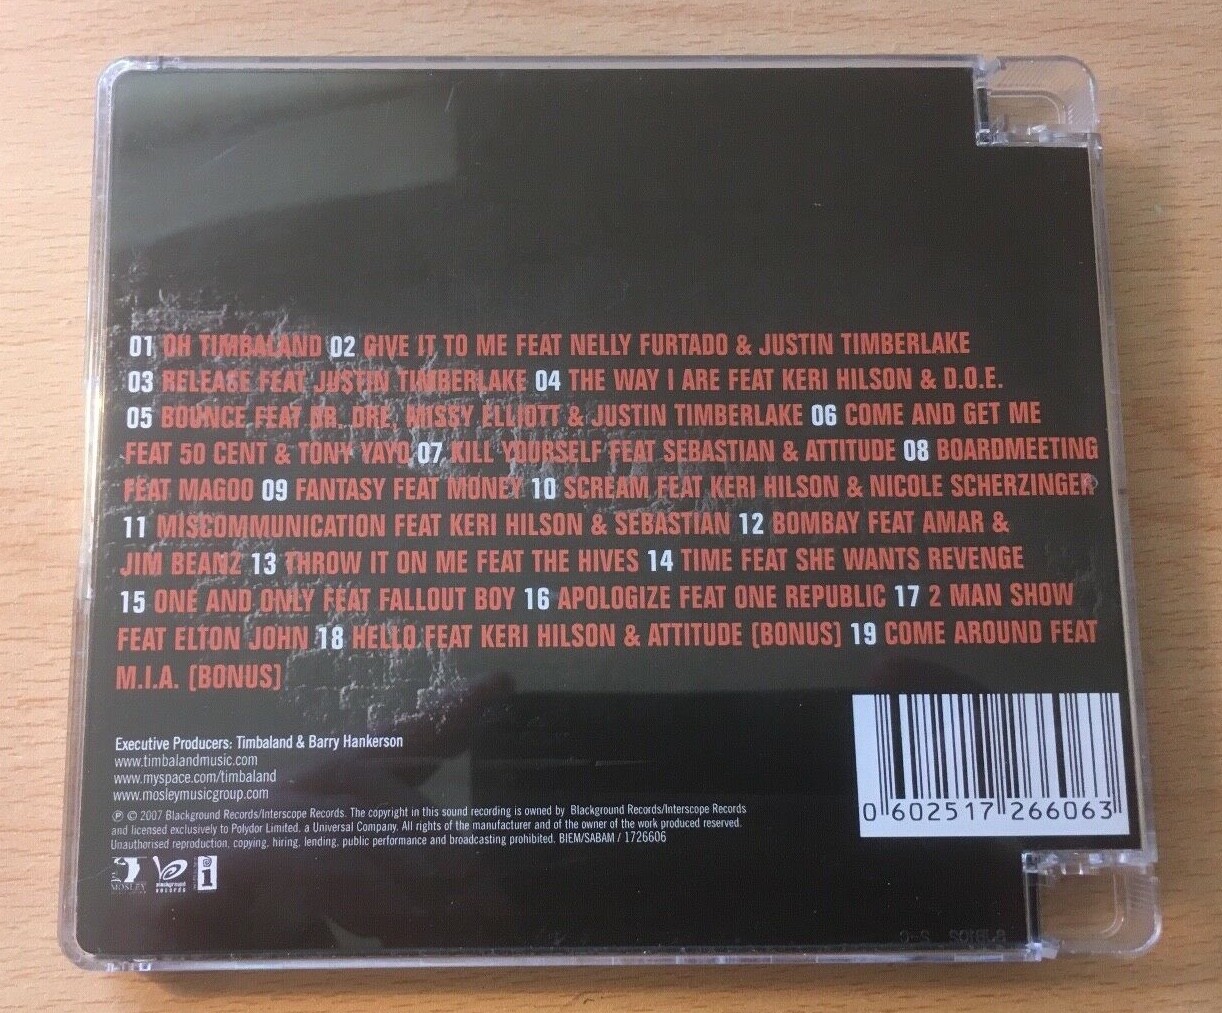 01 OH TIMBALAND 02 GIVE IT TO ME FEAT NELLY FURTADO & JUSTIN TIMBERLAKE
03 RELEASE FEAT JUSTIN TIMBERLAKE 04 THE WAY I ARE FEAT KERI HILSON & D.O.E.
05 BOUNCE FEAT DR. DRE, MISSY ELLIOTT & JUSTIN TIMBERLAKE 06 COME AND GET ME
FEAT 50 CENT & TONY YAYO 07 KILL YOURSELF FEAT SEBASTIAN & ATTITUDE 08 BOARDMEETING
FEAT MAGOO 09 FANTASY FEAT MONEY 10 SCREAM FEAT KERI HILSON & NICOLE SCHERZINGER
11 MISCOMMUNICATION FEAT KERI HILSON & SEBASTIAN 12 BOMBAY FEAT AMAR &
JIM BEANZ 13 THROW IT ON ME FEAT THE HIVES 14 TIME FEAT SHE WANTS REVENGE
15 ONE AND ONLY FEAT FALLOUT BOY 16 APOLOGIZE FEAT ONE REPUBLIC 17 2 MAN SHOW
FEAT ELTON JOHN 18 HELLO FEAT KERI HILSON & ATTITUDE [BONUS] 19 COME AROUND FEAT
M.I.A. [BONUS]
Executive Producers: Timbaland & Barry Hankerson
www.timbalandmusic.com
www.myspace.com/timbaland
www.mosleymusicgroup.com
℗ © 2007 Blackground Records/Interscope Records. The copyright in this sound recording is owned by Blackground Records/Interscope Records
and licensed exclusively to Polydor Limited. a Universal Company. All rights of the manufacturer and of the owner of the work produced reserved.
Unauthorised reproduction, copying, hiring, lending, public performance and broadcasting prohibited. BIEM/SABAM / 1726606
0 602517 266063
MOSLEY
blackground
records
i